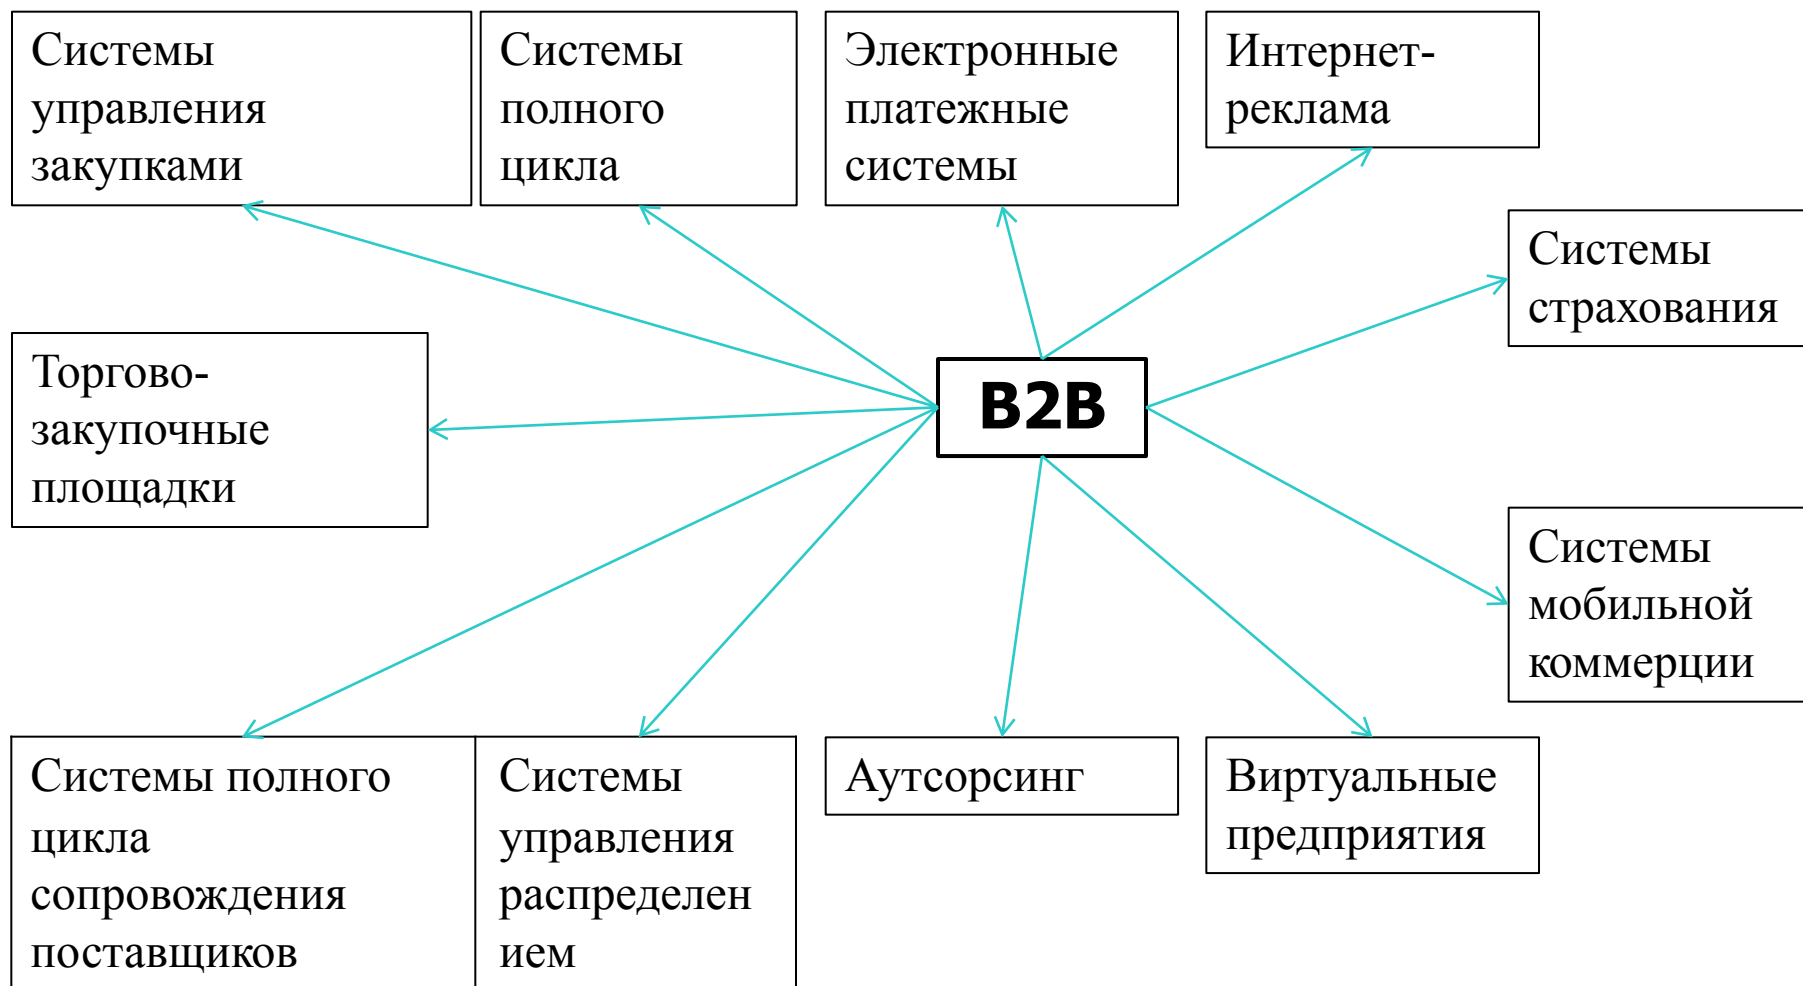 Системы
управления
закупками
Системы
полного
цикла
Электронные
платежные
системы
Интернет-
реклама
Системы
страхования
Торгово-
закупочные
площадки
B2B
Системы
мобильной
коммерции
Системы полного
цикла
сопровождения
поставщиков
Системы
управления
распределен
ием
Аутсорсинг
Виртуальные
предприятия